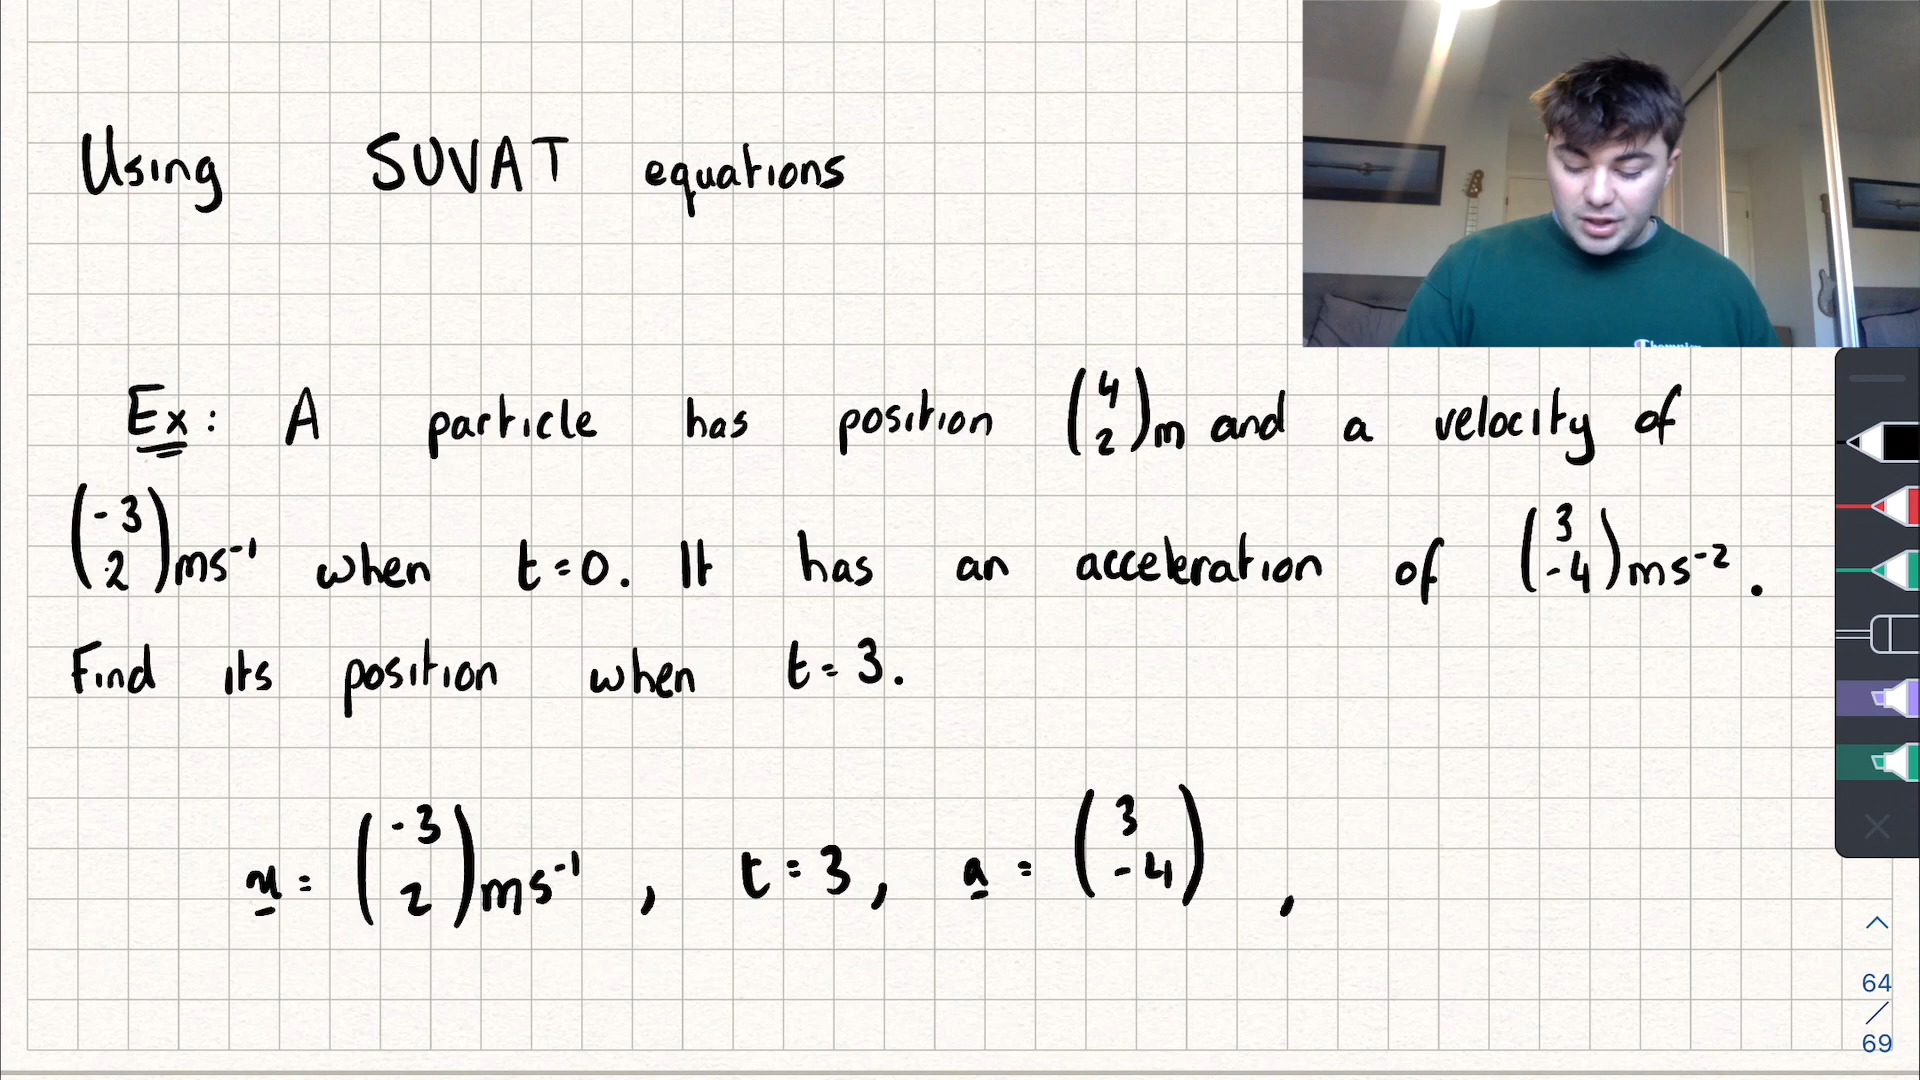 Using SUVAT equations
Champion
Ex: A particle has position (4 2) m and a velocity of
(-3 2) ms⁻¹ when t=0. It has an acceleration of (3 -4) ms⁻².
Find its position when t=3.
u = (-3 2) ms⁻¹, t=3, a = (3 -4),
64
/
69